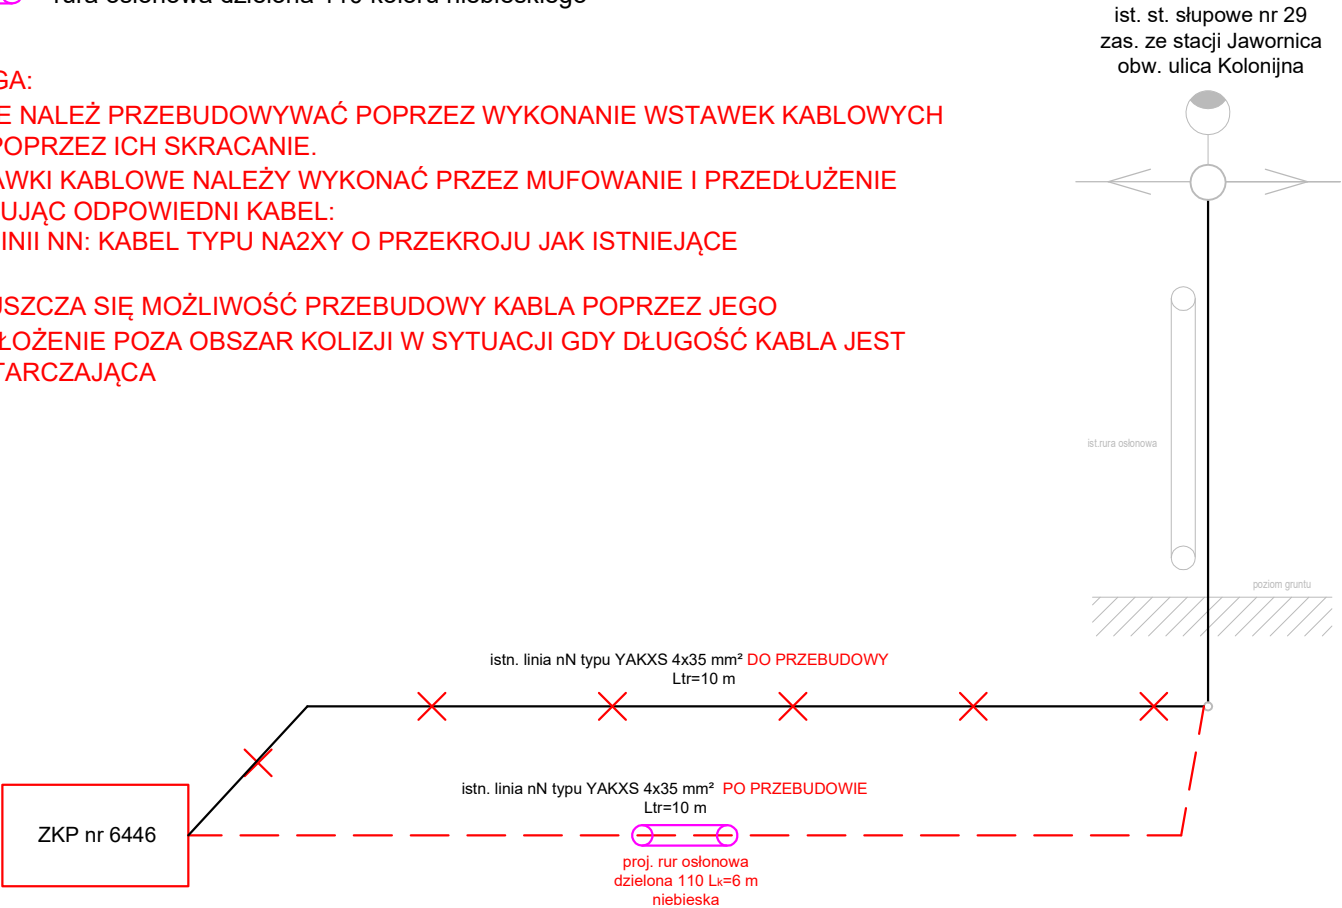 rura osłonowa dzielona 110 koloru niebieskiego
ist. st. słupowe nr 29
zas. ze stacji Jawornica
obw. ulica Kolonijna
GA:
E NALEŻ PRZEBUDOWYWAĆ POPRZEZ WYKONANIE WSTAWEK KABLOWYCH
POPRZEZ ICH SKRACANIE.
AWKI KABLOWE NALEŻY WYKONAĆ PRZEZ MUFOWANIE I PRZEDŁUŻENIE
UJĄC ODPOWIEDNI KABEL:
INII NN: KABEL TYPU NA2XY O PRZEKROJU JAK ISTNIEJĄCE
USZCZA SIĘ MOŻLIWOŚĆ PRZEBUDOWY KABLA POPRZEZ JEGO
ŁOŻENIE POZA OBSZAR KOLIZJI W SYTUACJI GDY DŁUGOŚĆ KABLA JEST
TARCZAJĄCA
ist.rura osłonowa
poziom gruntu
istn. linia nN typu YAKXS 4x35 mm² DO PRZEBUDOWY
Ltr=10 m
istn. linia nN typu YAKXS 4x35 mm² PO PRZEBUDOWIE
Ltr=10 m
ZKP nr 6446
proj. rur osłonowa
dzielona 110 Lk=6 m
niebieska